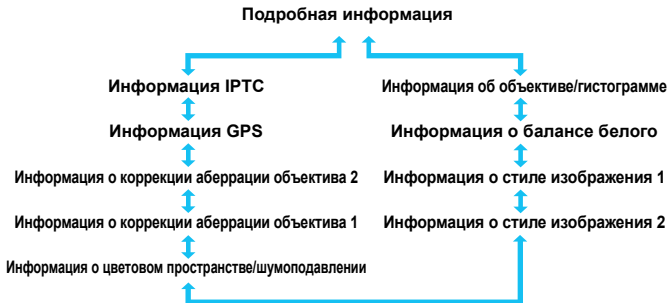 Подробная информация
Информация IPTC
Информация об объективе/гистограмме
Информация GPS
Информация о балансе белого
Информация о коррекции аберрации объектива 2
Информация о стиле изображения 1
Информация о коррекции аберрации объектива 1
Информация о стиле изображения 2
Информация о цветовом пространстве/шумоподавлении